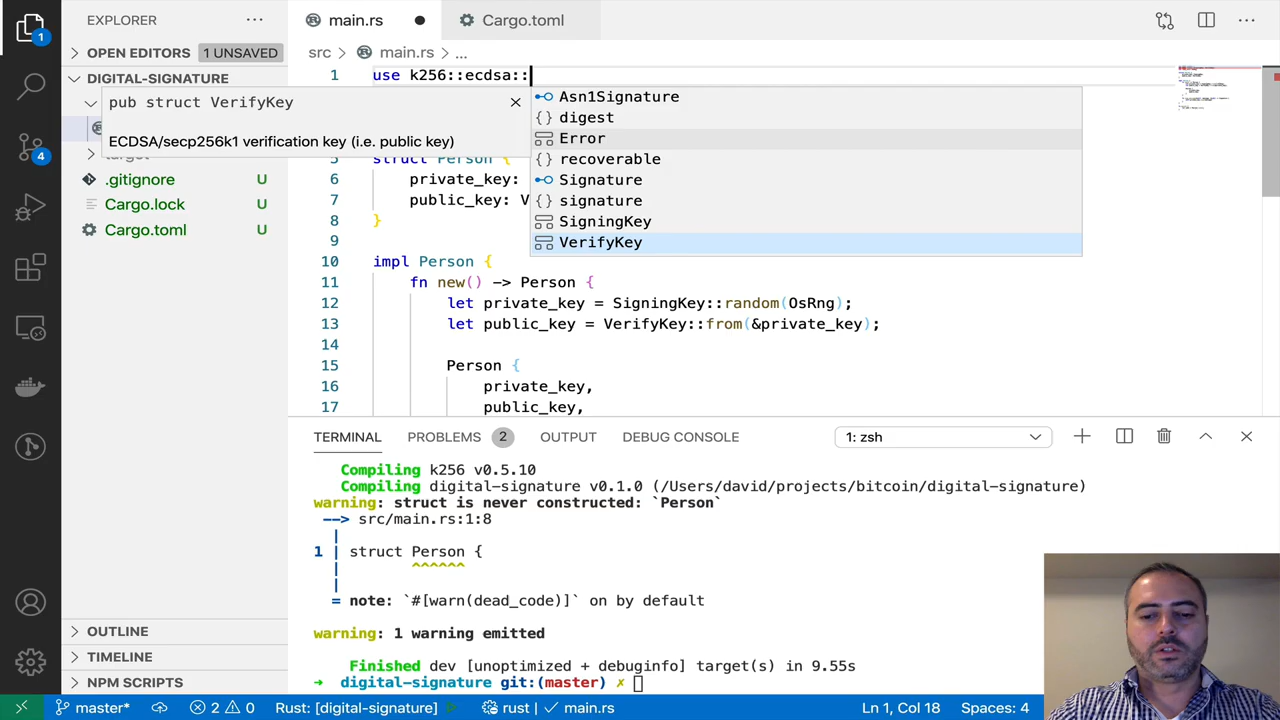 EXPLORER
main.rs
Cargo.toml
OPEN EDITORS 1 UNSAVED
src > main.rs > ...
DIGITAL-SIGNATURE
1 use k256::ecdsa::
pub struct VerifyKey
ECDSA/secp256k1 verification key (i.e. public key)
Asn1Signature
{} digest
Error
{} recoverable
Signature
{} signature
SigningKey
VerifyKey
target
.gitignore U
Cargo.lock U
Cargo.toml U
5 struct Person {
6 private_key:
7 public_key: V
8 }
9
10 impl Person {
11 fn new() -> Person {
12 let private_key = SigningKey::random(OsRng);
13 let public_key = VerifyKey::from(&private_key);
14
15 Person {
16 private_key,
17 public_key,
TERMINAL PROBLEMS 2 OUTPUT DEBUG CONSOLE 1: zsh
Compiling k256 v0.5.10
Compiling digital-signature v0.1.0 (/Users/david/projects/bitcoin/digital-signature)
warning: struct is never constructed: `Person`
--> src/main.rs:1:8
|
1 | struct Person {
| ^^^^^^
|
= note: `#[warn(dead_code)]` on by default
warning: 1 warning emitted
Finished dev [unoptimized + debuginfo] target(s) in 9.55s
➜ digital-signature git:(master) ✗
OUTLINE
TIMELINE
NPM SCRIPTS
1
4
master* 2 0 Rust: [digital-signature] rust | ✓ main.rs Ln 1, Col 18 Spaces: 4